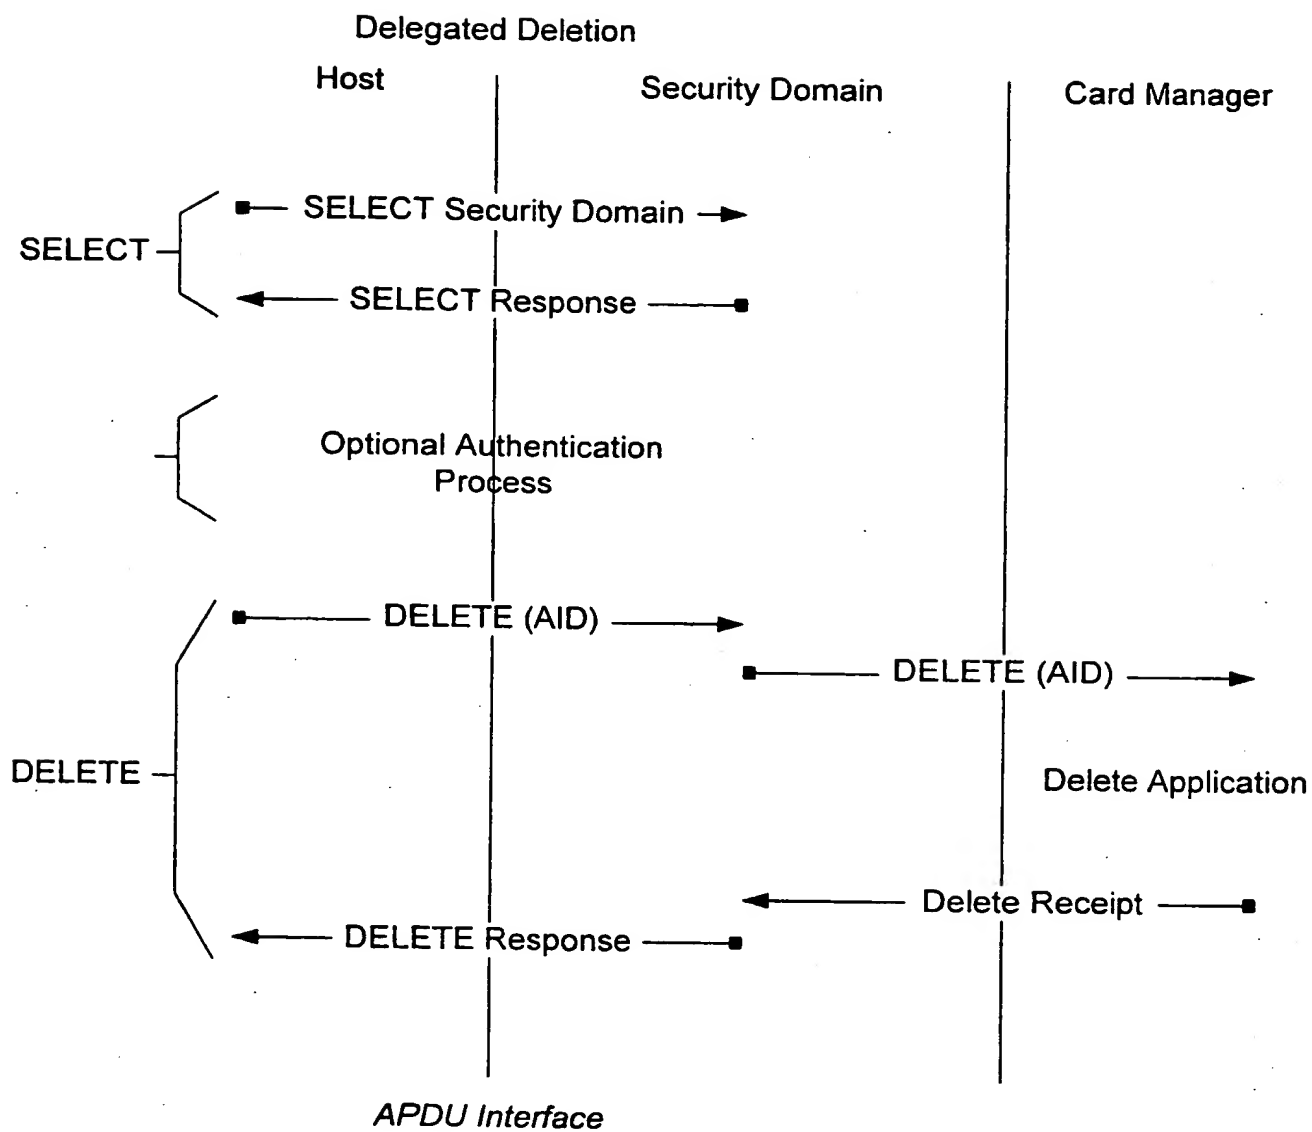 Delegated Deletion
Host
Security Domain
Card Manager
SELECT Security Domain
SELECT
SELECT Response
Optional Authentication
Process
DELETE (AID)
DELETE (AID)
DELETE
Delete Application
Delete Receipt
DELETE Response
APDU Interface